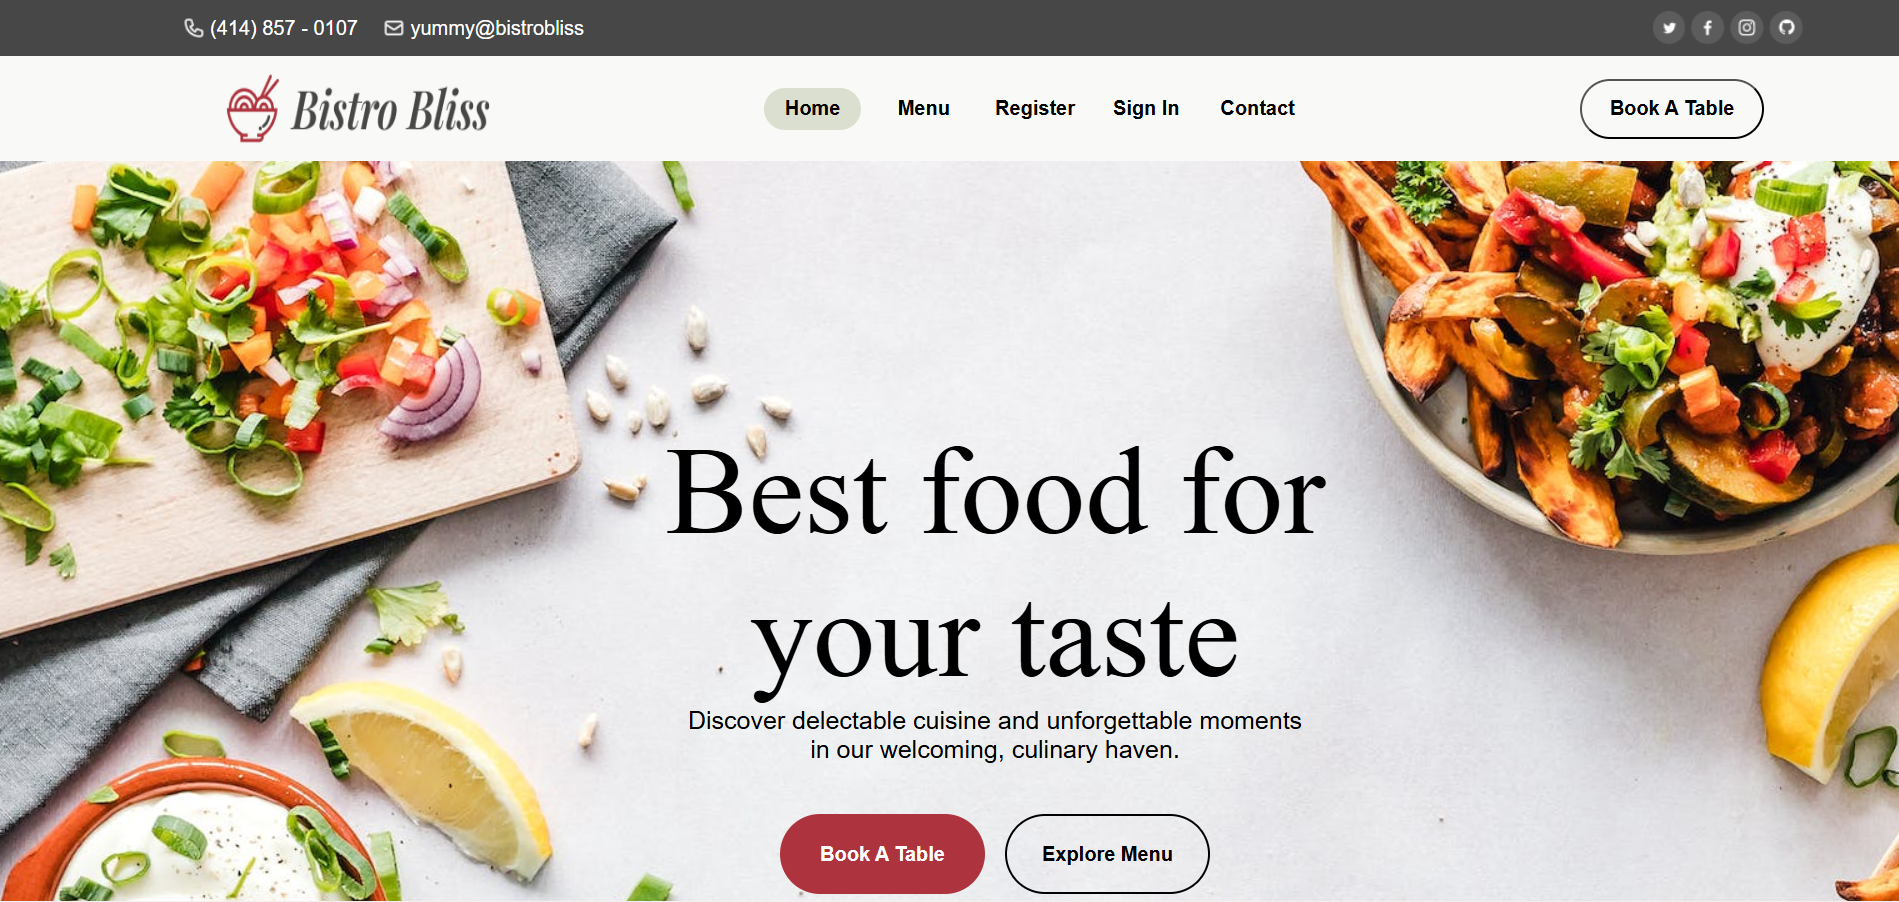 (414) 857 - 0107 yummy@bistrobliss
Bistro Bliss Home Menu Register Sign In Contact Book A Table
Best food for
your taste
Discover delectable cuisine and unforgettable moments
in our welcoming, culinary haven.
Book A Table Explore Menu